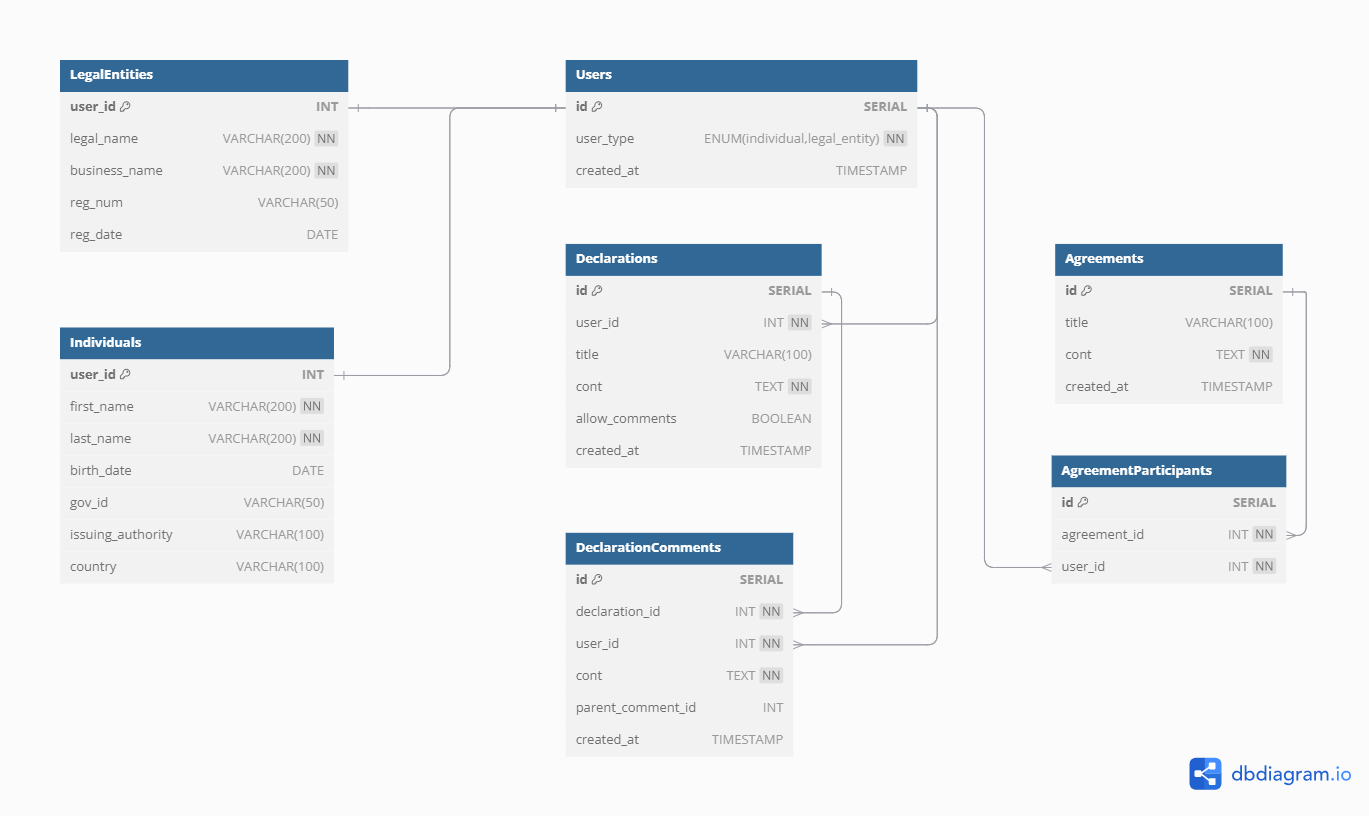 LegalEntities
user_id INT
legal_name VARCHAR(200) NN
business_name VARCHAR(200) NN
reg_num VARCHAR(50)
reg_date DATE
Individuals
user_id INT
first_name VARCHAR(200) NN
last_name VARCHAR(200) NN
birth_date DATE
gov_id VARCHAR(50)
issuing_authority VARCHAR(100)
country VARCHAR(100)
Users
id SERIAL
user_type ENUM(individual,legal_entity) NN
created_at TIMESTAMP
Declarations
id SERIAL
user_id INT NN
title VARCHAR(100)
cont TEXT NN
allow_comments BOOLEAN
created_at TIMESTAMP
DeclarationComments
id SERIAL
declaration_id INT NN
user_id INT NN
cont TEXT NN
parent_comment_id INT
created_at TIMESTAMP
Agreements
id SERIAL
title VARCHAR(100)
cont TEXT NN
created_at TIMESTAMP
AgreementParticipants
id SERIAL
agreement_id INT NN
user_id INT NN
dbdiagram.io